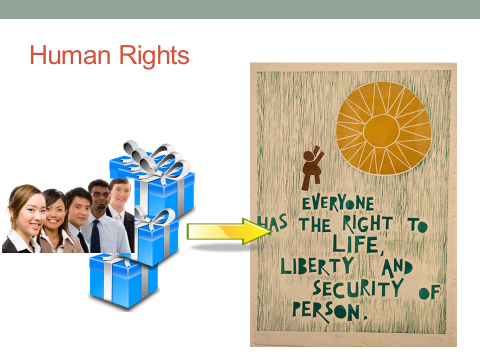 Human Rights
EVERYONE
HAS THE RIGHT TO
LIFE,
LIBERTY AND
SECURITY OF
PERSON.